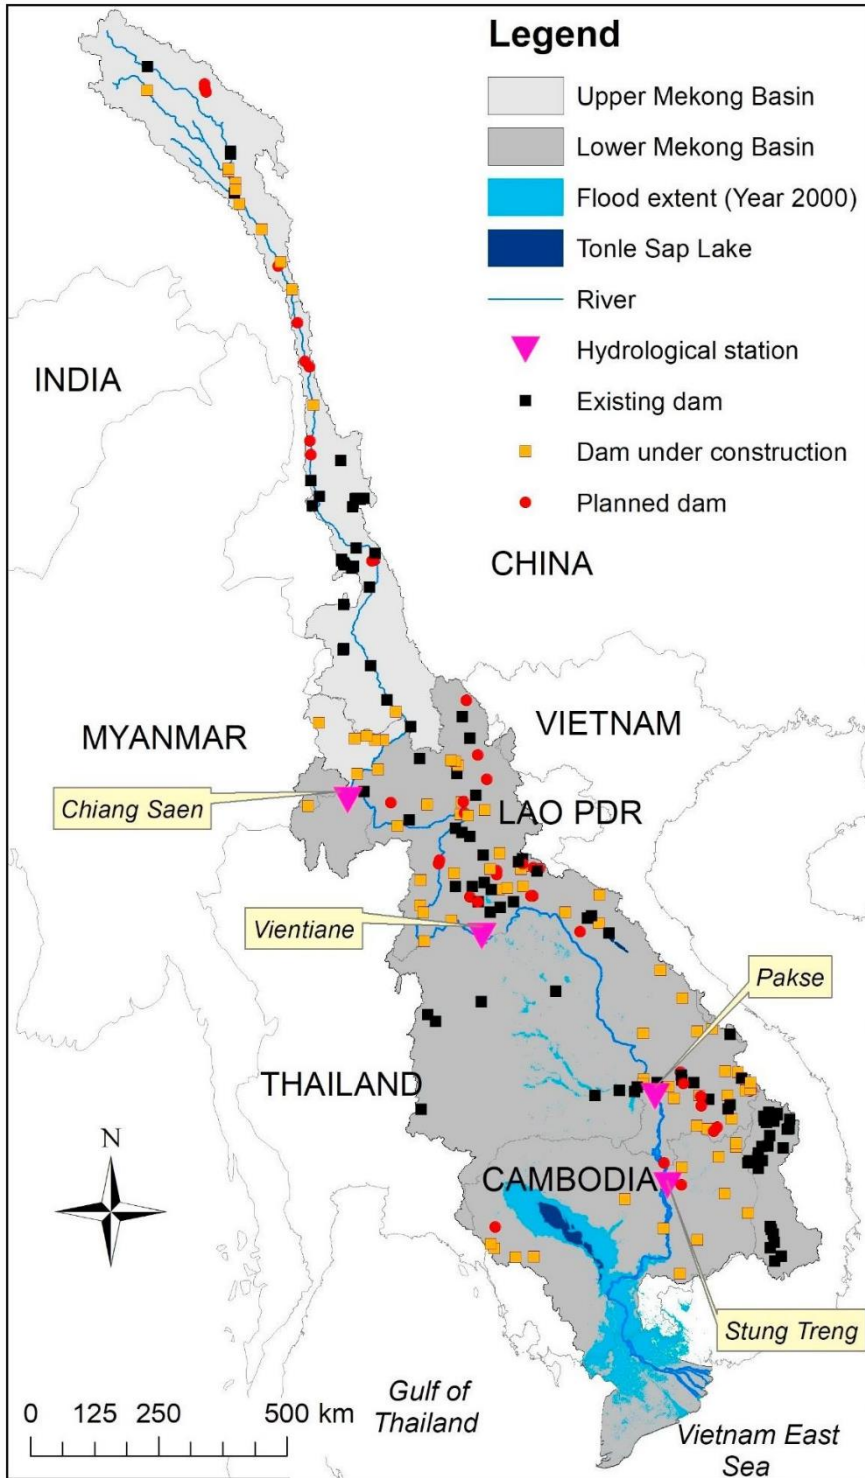 Legend
Upper Mekong Basin
Lower Mekong Basin
Flood extent (Year 2000)
Tonle Sap Lake
River
Hydrological station
Existing dam
Dam under construction
Planned dam
INDIA
CHINA
MYANMAR
VIETNAM
Chiang Saen
LAO PDR
Vientiane
Pakse
THAILAND
N
CAMBODIA
Stung Treng
Gulf of
Thailand
0 125 250 500 km
Vietnam East
Sea